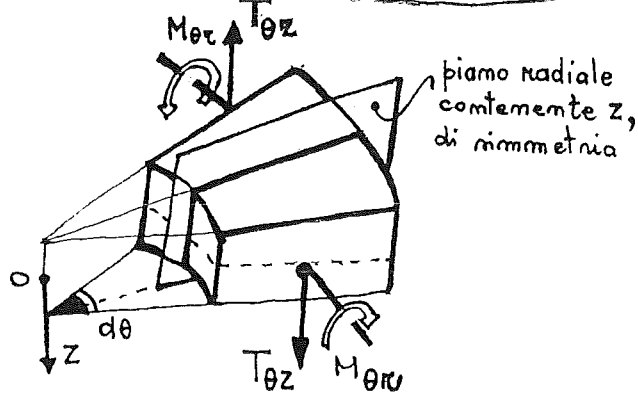 Mθr Tθz
piano radiale
contenente z,
di simmetria
O
dθ
z
Tθz Mθr